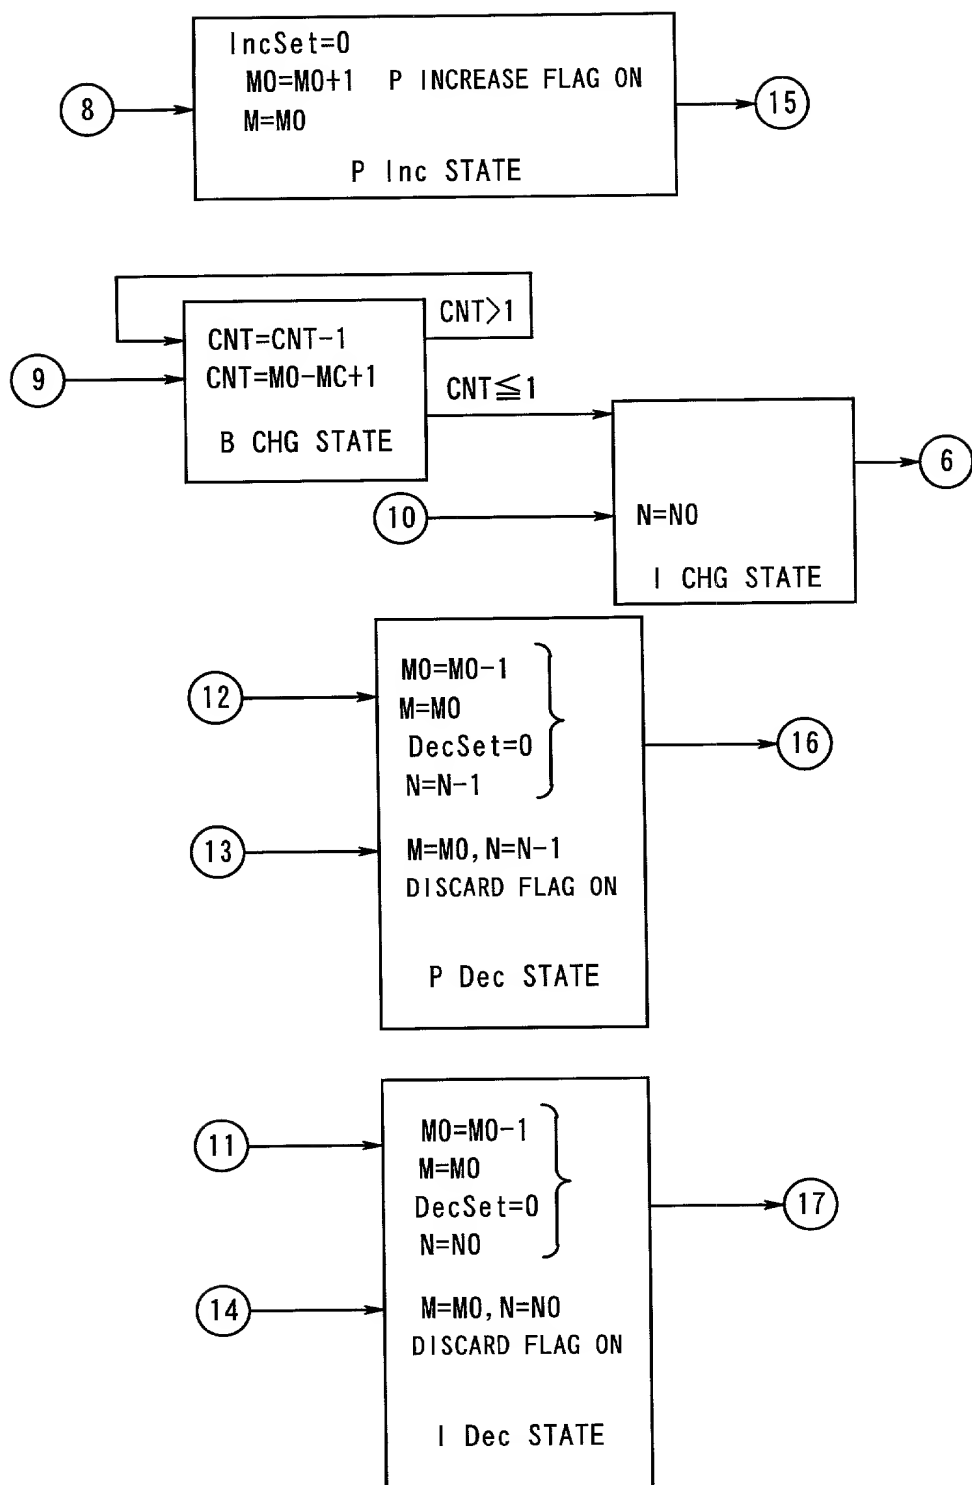 IncSet=0
M0=M0+1 P INCREASE FLAG ON
8
15
M=M0
P Inc STATE
CNT>1
CNT=CNT-1
9
CNT=M0-MC+1
CNT≦1
B CHG STATE
6
10
N=N0
I CHG STATE
M0=M0-1
12
M=M0
DecSet=0
16
N=N-1
13
M=M0, N=N-1
DISCARD FLAG ON
P Dec STATE
M0=M0-1
11
M=M0
DecSet=0
17
N=N0
14
M=M0, N=N0
DISCARD FLAG ON
I Dec STATE